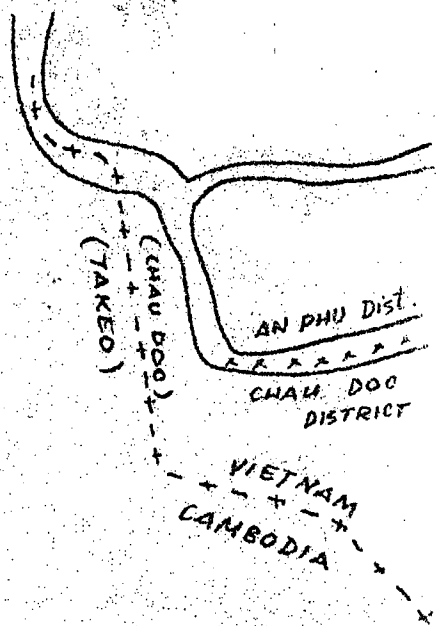 (CHAU DOC)
(TAKEO)
AN PHU Dist.
CHAU DOC
DISTRICT
VIETNAM
CAMBODIA